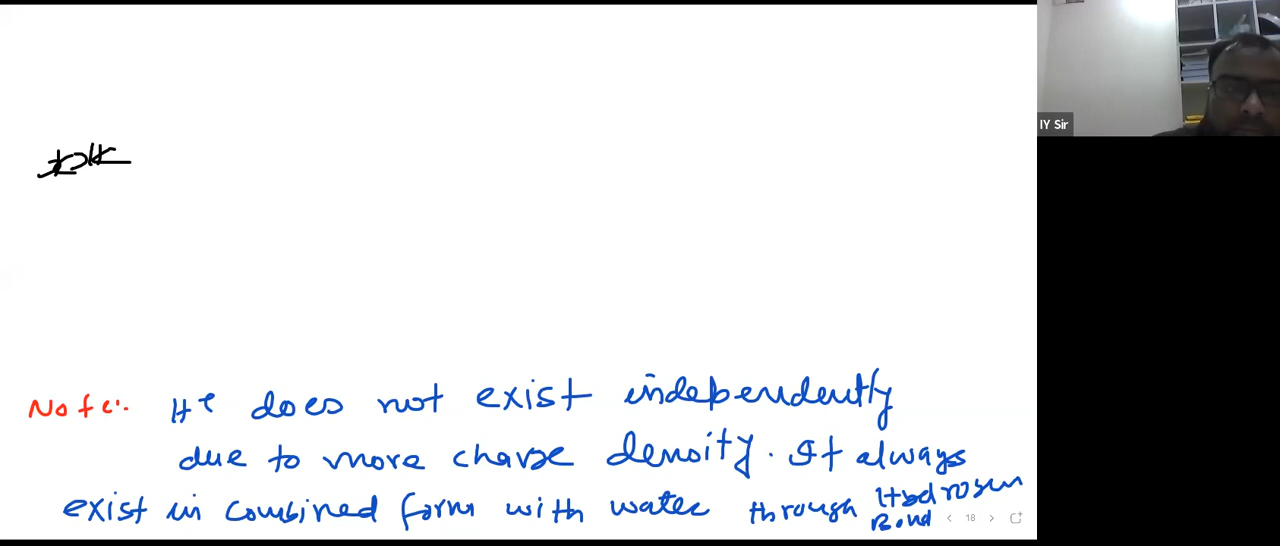 IY Sir
Note:. H⊕ does not exist independently
due to more charge density. It always
exist in combined form with water through Hydrogen
Bond
18